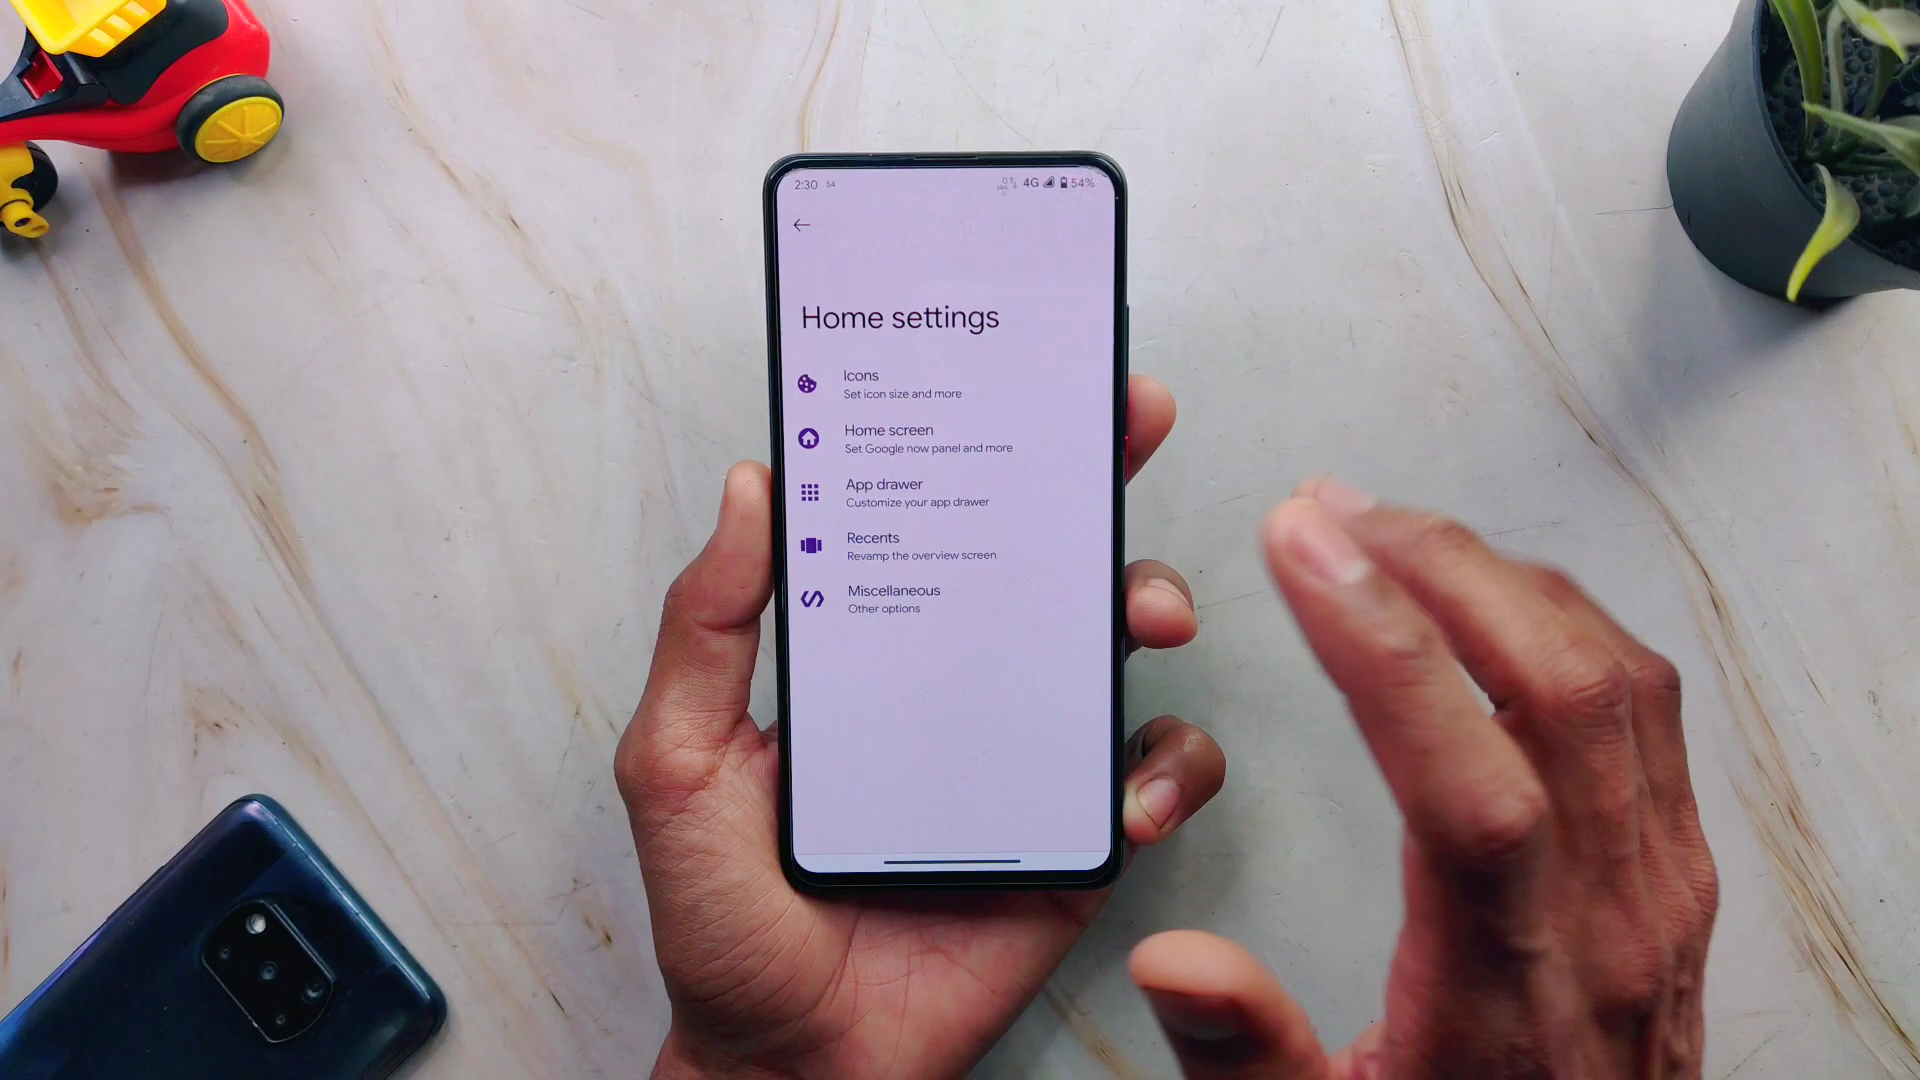 2:30 54 4G 54%
Home settings
Icons
Set icon size and more
Home screen
Set Google now panel and more
App drawer
Customize your app drawer
Recents
Revamp the overview screen
Miscellaneous
Other options